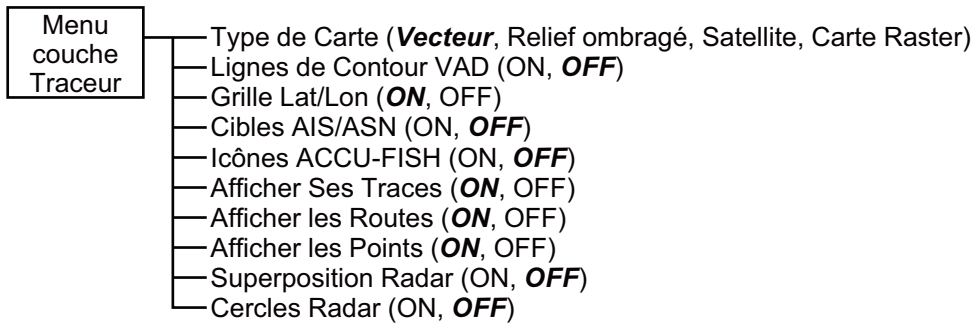 Menu
couche
Traceur
Type de Carte (Vecteur, Relief ombragé, Satellite, Carte Raster)
Lignes de Contour VAD (ON, OFF)
Grille Lat/Lon (ON, OFF)
Cibles AIS/ASN (ON, OFF)
Icônes ACCU-FISH (ON, OFF)
Afficher Ses Traces (ON, OFF)
Afficher les Routes (ON, OFF)
Afficher les Points (ON, OFF)
Superposition Radar (ON, OFF)
Cercles Radar (ON, OFF)